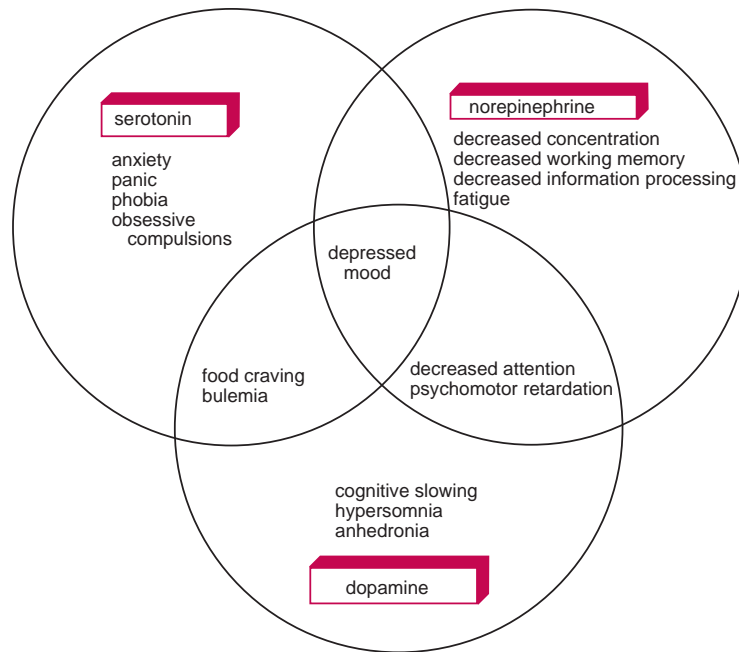 serotonin
anxiety
panic
phobia
obsessive
compulsions
norepinephrine
decreased concentration
decreased working memory
decreased information processing
fatigue
depressed
mood
food craving
bulemia
decreased attention
psychomotor retardation
cognitive slowing
hypersomnia
anhedronia
dopamine